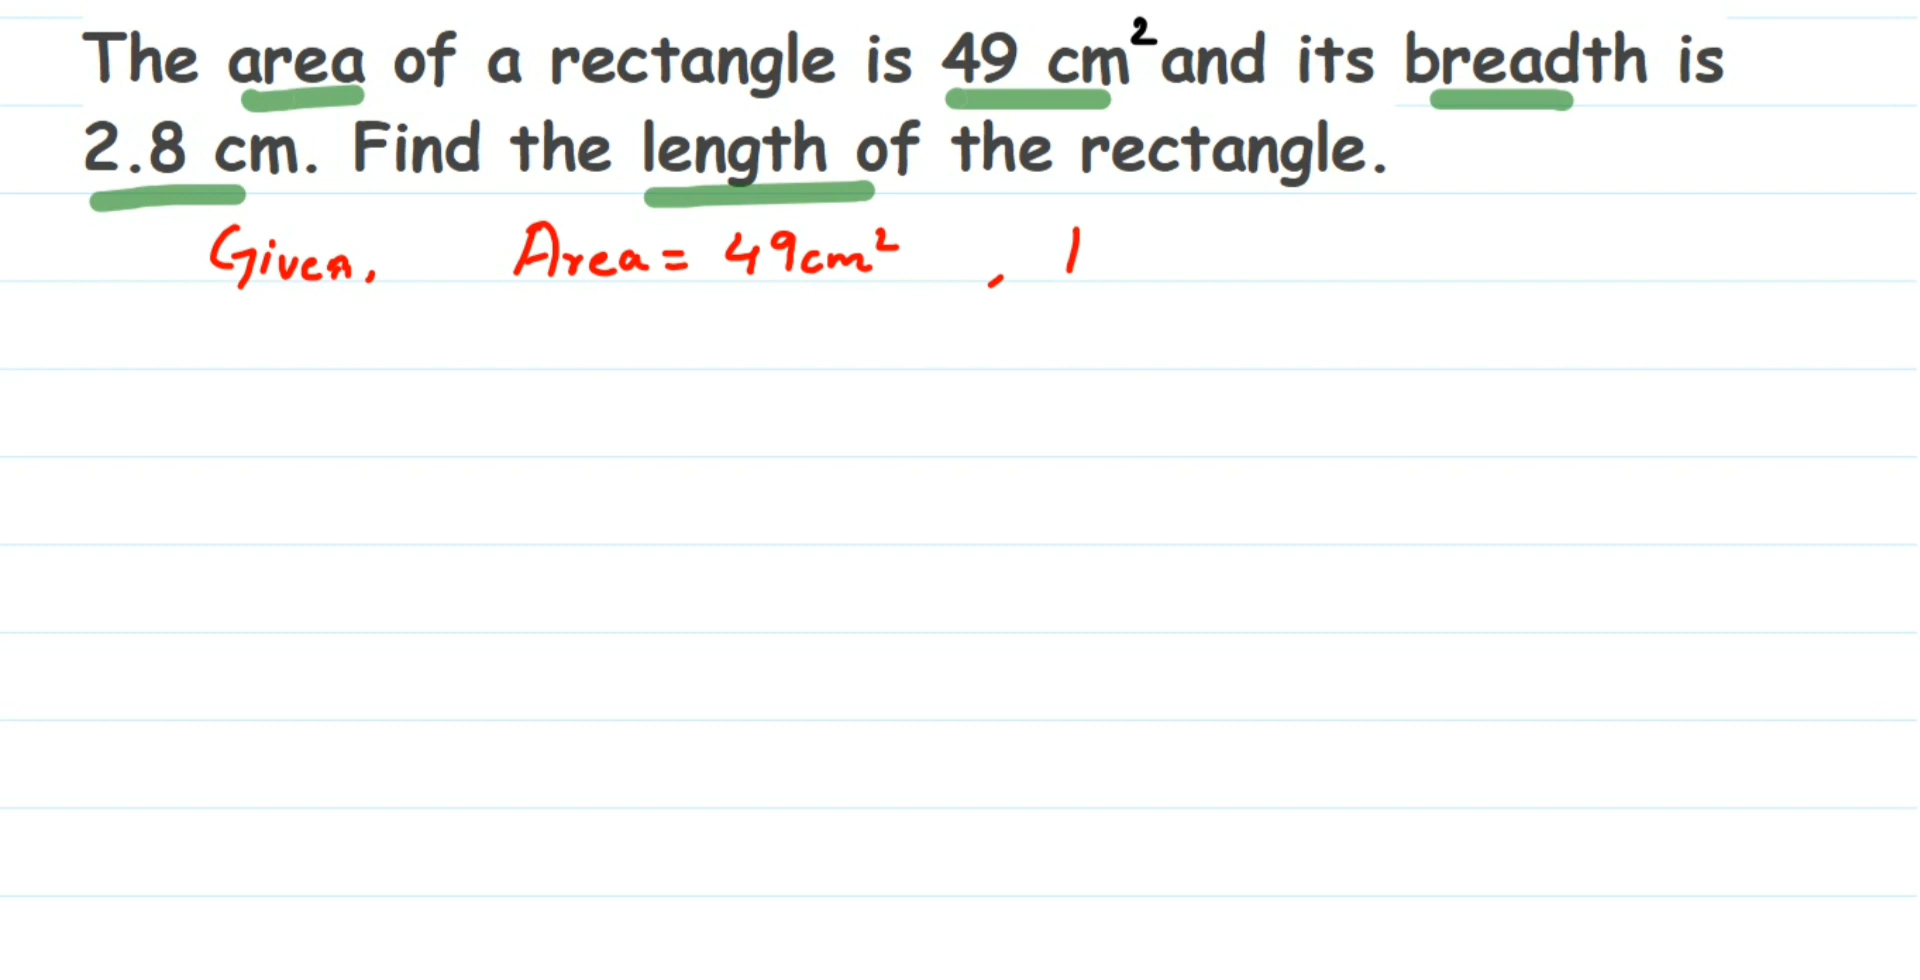 The area of a rectangle is 49 cm² and its breadth is
2.8 cm. Find the length of the rectangle.
Given, Area = 49cm² ,